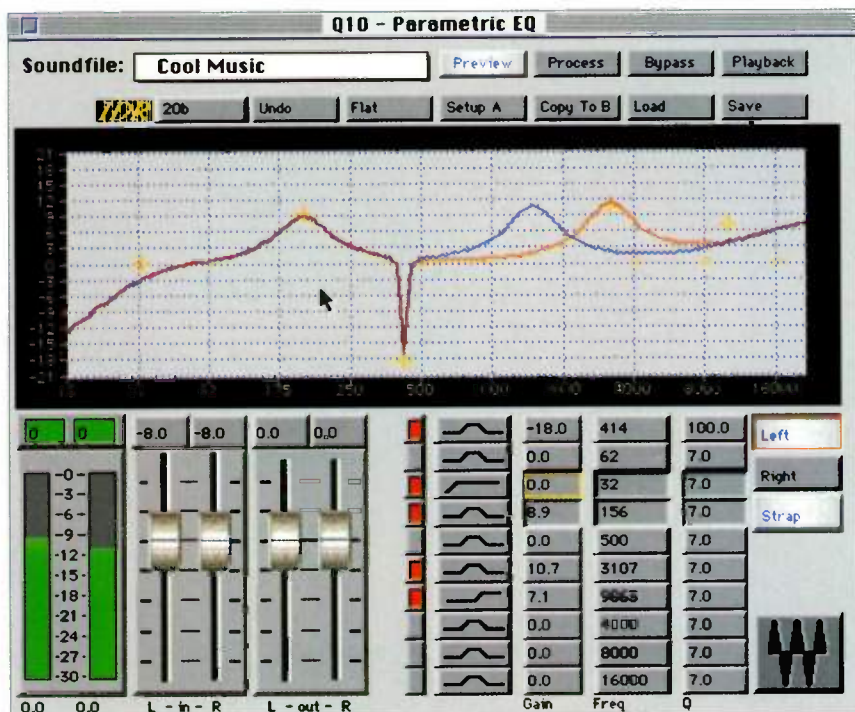 Q10 - Parametric EQ
Soundfile: Cool Music Preview Process Bypass Playback
20b Undo Flat Setup A Copy To B Load Save
250 500 8000 16000
0 0 -8.0 -8.0 0.0 0.0
-0-
-3-
-6-
-9-
-12-
-15-
-18-
-21-
-24-
-27-
-30-
0.0 0.0
L - in - R
L - out - R
-18.0 414 100.0
0.0 62 7.0
0.0 32 7.0
8.9 156 7.0
0.0 500 7.0
10.7 3107 7.0
7.1 7.0
0.0 4000 7.0
0.0 8000 7.0
0.0 16000 7.0
Gain Freq Q
Left
Right
Strap